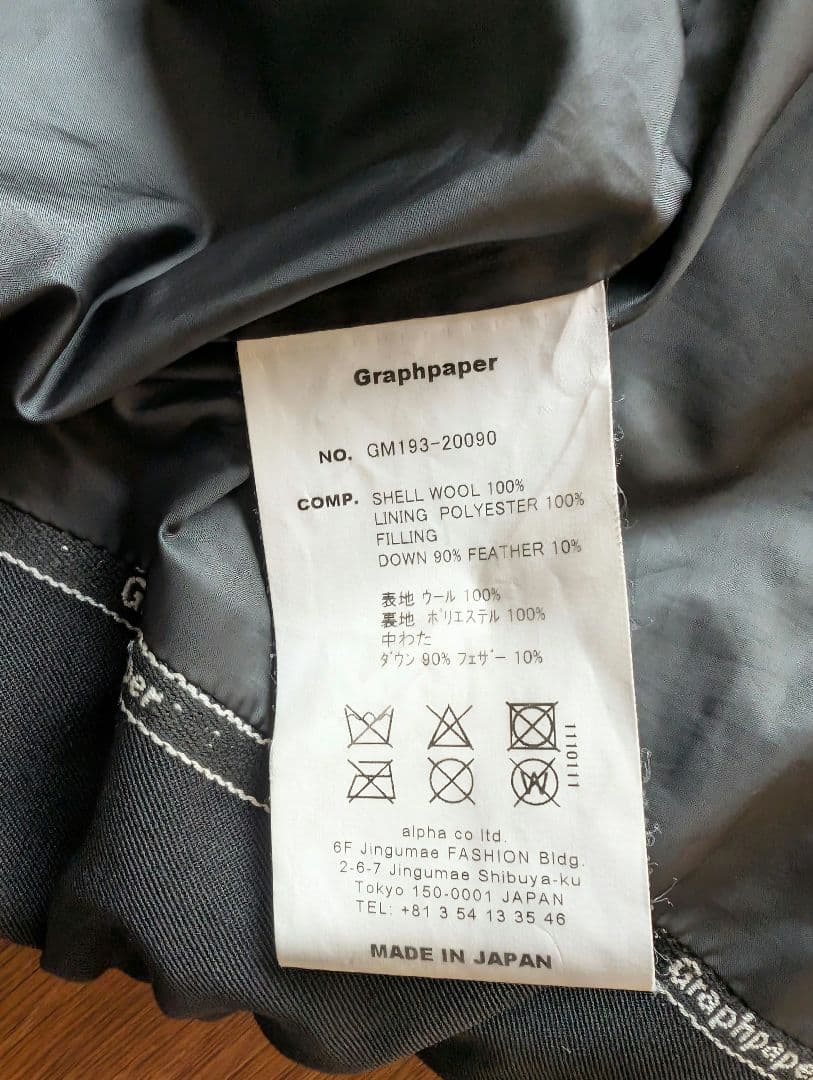 Graphpaper
NO. GM193-20090
COMP. SHELL WOOL 100%
LINING POLYESTER 100%
FILLING
DOWN 90% FEATHER 10%
表地 ウール 100%
裏地 ポリエステル 100%
中わた
ダウン 90% フェザー 10%
1110111
W
alpha co ltd.
6F Jingumae FASHION Bldg.
2-6-7 Jingumae Shibuya-ku
Tokyo 150-0001 JAPAN
TEL: +81 3 54 13 35 46
MADE IN JAPAN
G
per
Graphpape